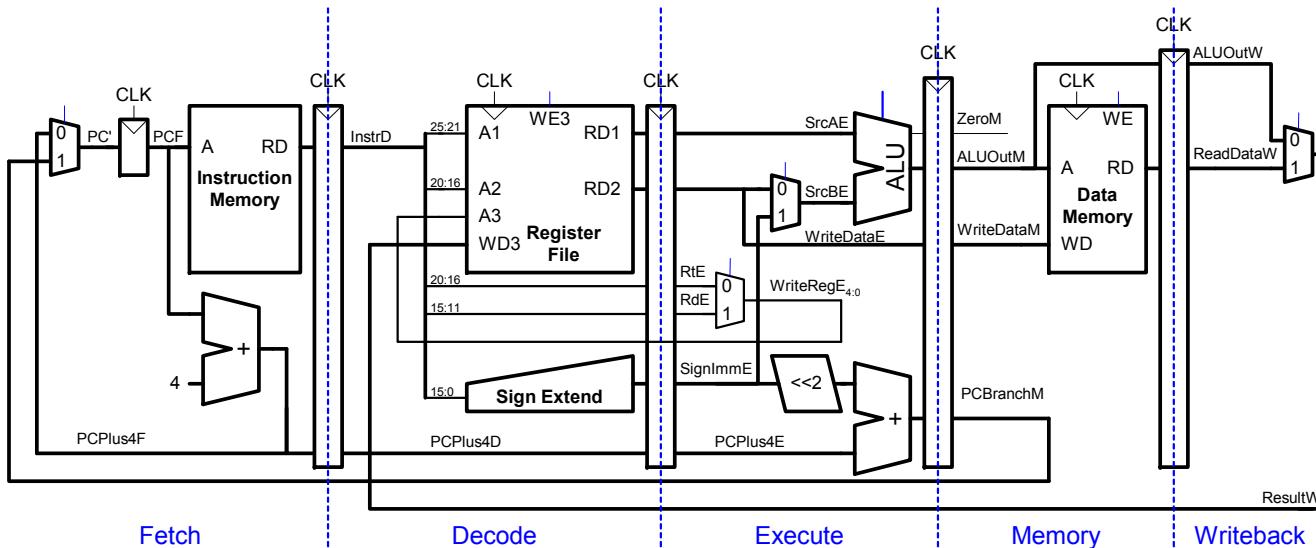 CLK
CLK
CLK
CLK
CLK
CLK
CLK
ALUOutW
0
1
PC'
PCF
A
RD
Instruction
Memory
InstrD
25:21
A1
WE3
RD1
20:16
A2
RD2
A3
WD3
Register
File
SrcAE
0
1
SrcBE
ALU
ZeroM
ALUOutM
WE
A
RD
Data
Memory
WD
0
1
ReadDataW
WriteDataE
WriteDataM
20:16
RtE
0
WriteRegE4:0
15:11
RdE
1
+
4
15:0
Sign Extend
SignImmE
<<2
+
PCBranchM
PCPlus4F
PCPlus4D
PCPlus4E
ResultW
Fetch
Decode
Execute
Memory
Writeback